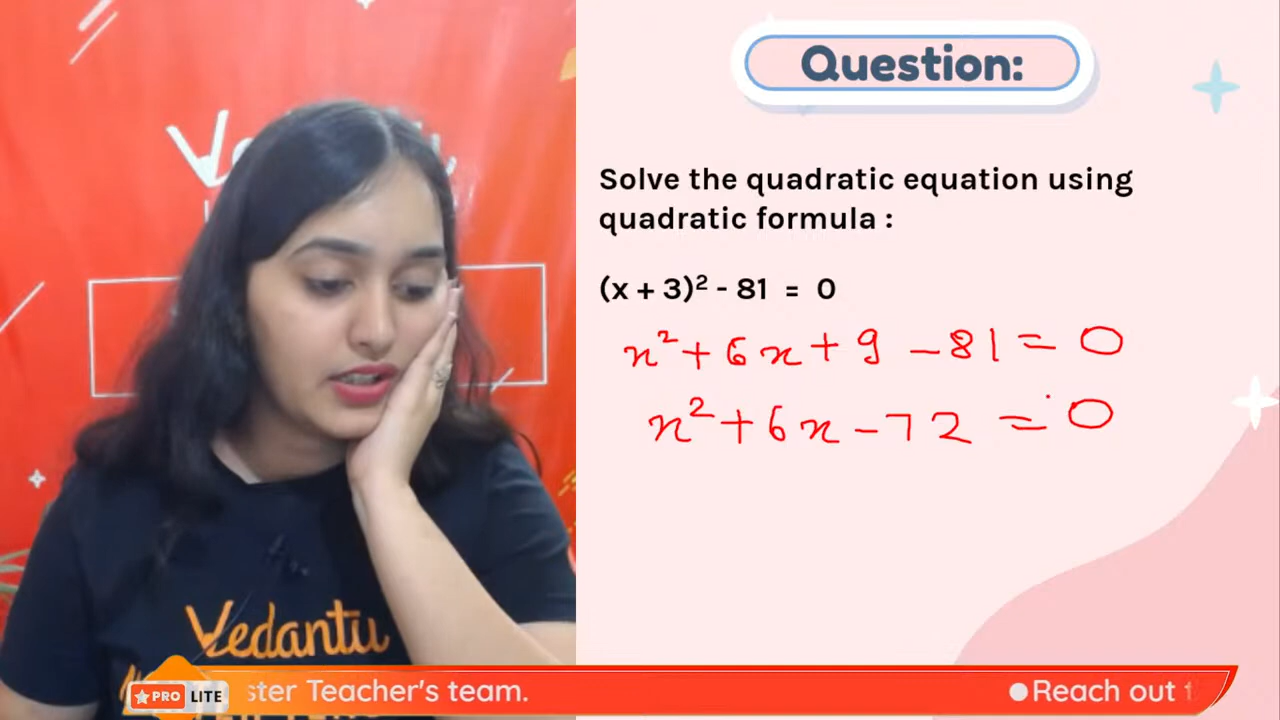 Question:
Solve the quadratic equation using
quadratic formula :
(x + 3)² - 81 = 0
x² + 6x + 9 - 81 = 0
x² + 6x - 72 = 0
Vedantu
PRO LITE
ster Teacher's team.
Reach out